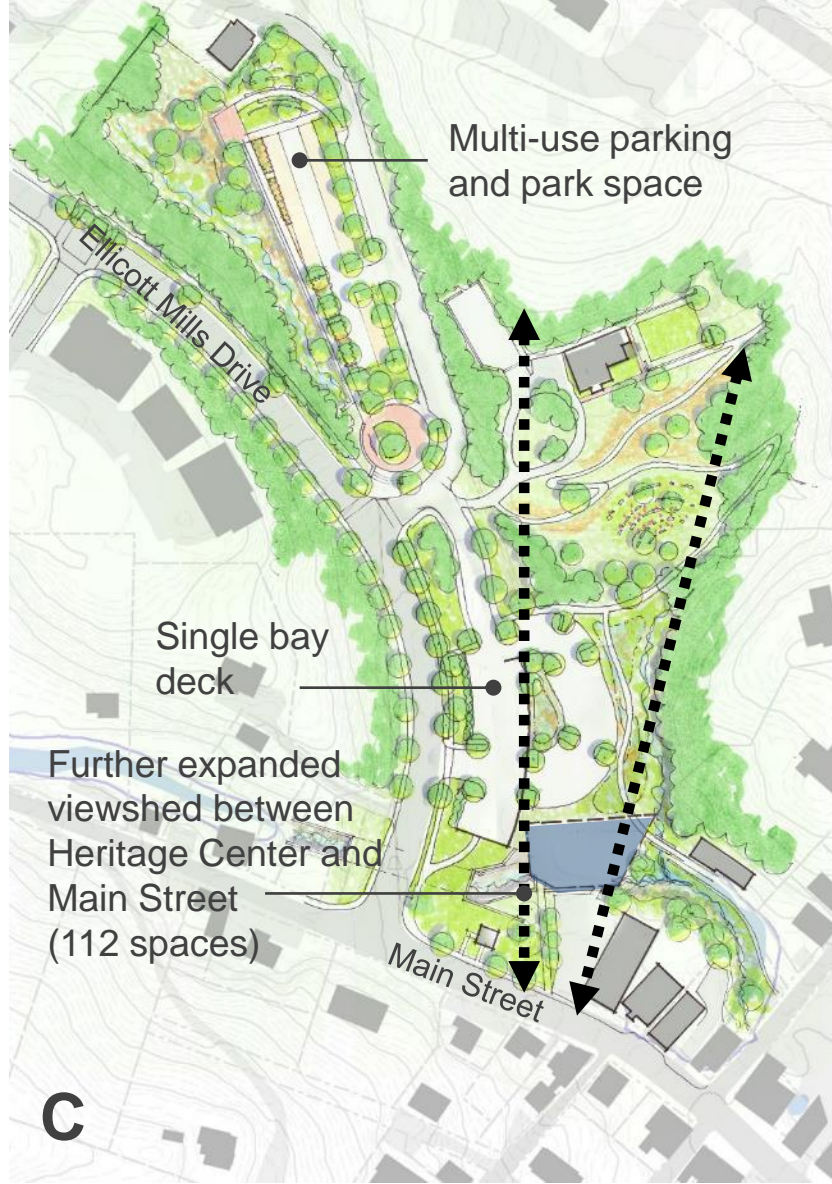 Multi-use parking
and park space
Ellicott Mills Drive
Single bay
deck
Further expanded
viewshed between
Heritage Center and
Main Street
(112 spaces)
Main Street
C